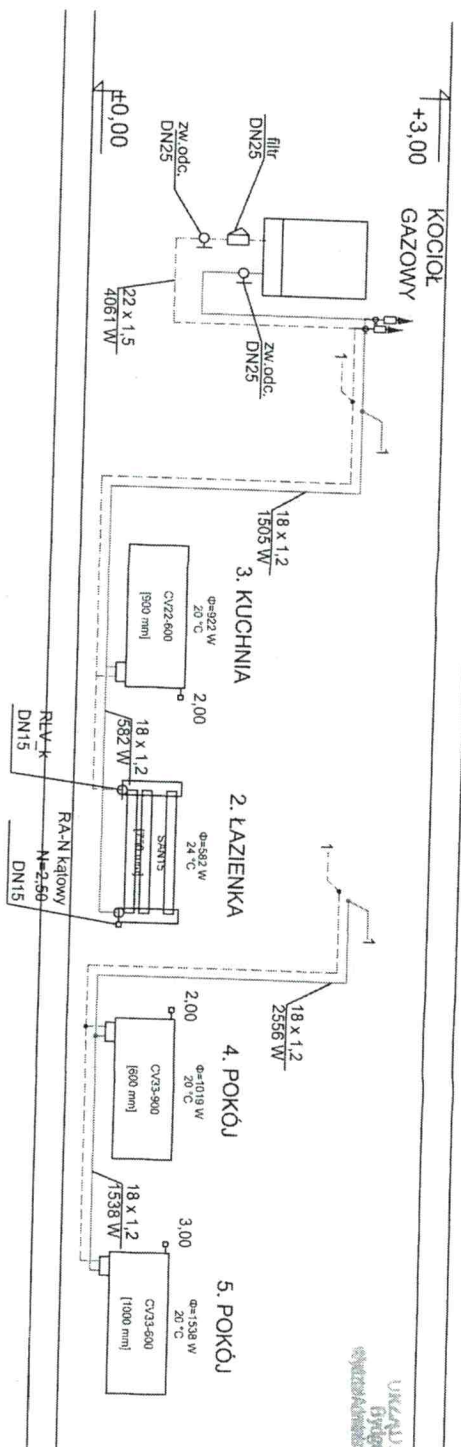 +3,00
±0,00
KOCIOŁ
GAZOWY
filtr
DN25
zw.odc.
DN25
zw.odc.
DN25
22 x 1,5
4061 W
1
1
18 x 1,2
1505 W
3. KUCHNIA
Φ=922 W
20 °C
CV22-600
[900 mm]
2,00
18 x 1,2
582 W
RLV_k
DN15
2. ŁAZIENKA
Φ=582 W
24 °C
SAN15
RA-N kątowy
N=2,50
DN15
1
1
18 x 1,2
2556 W
4. POKÓJ
Φ=1019 W
20 °C
CV33-900
[600 mm]
2,00
18 x 1,2
1538 W
5. POKÓJ
Φ=1538 W
20 °C
CV33-600
[1000 mm]
3,00